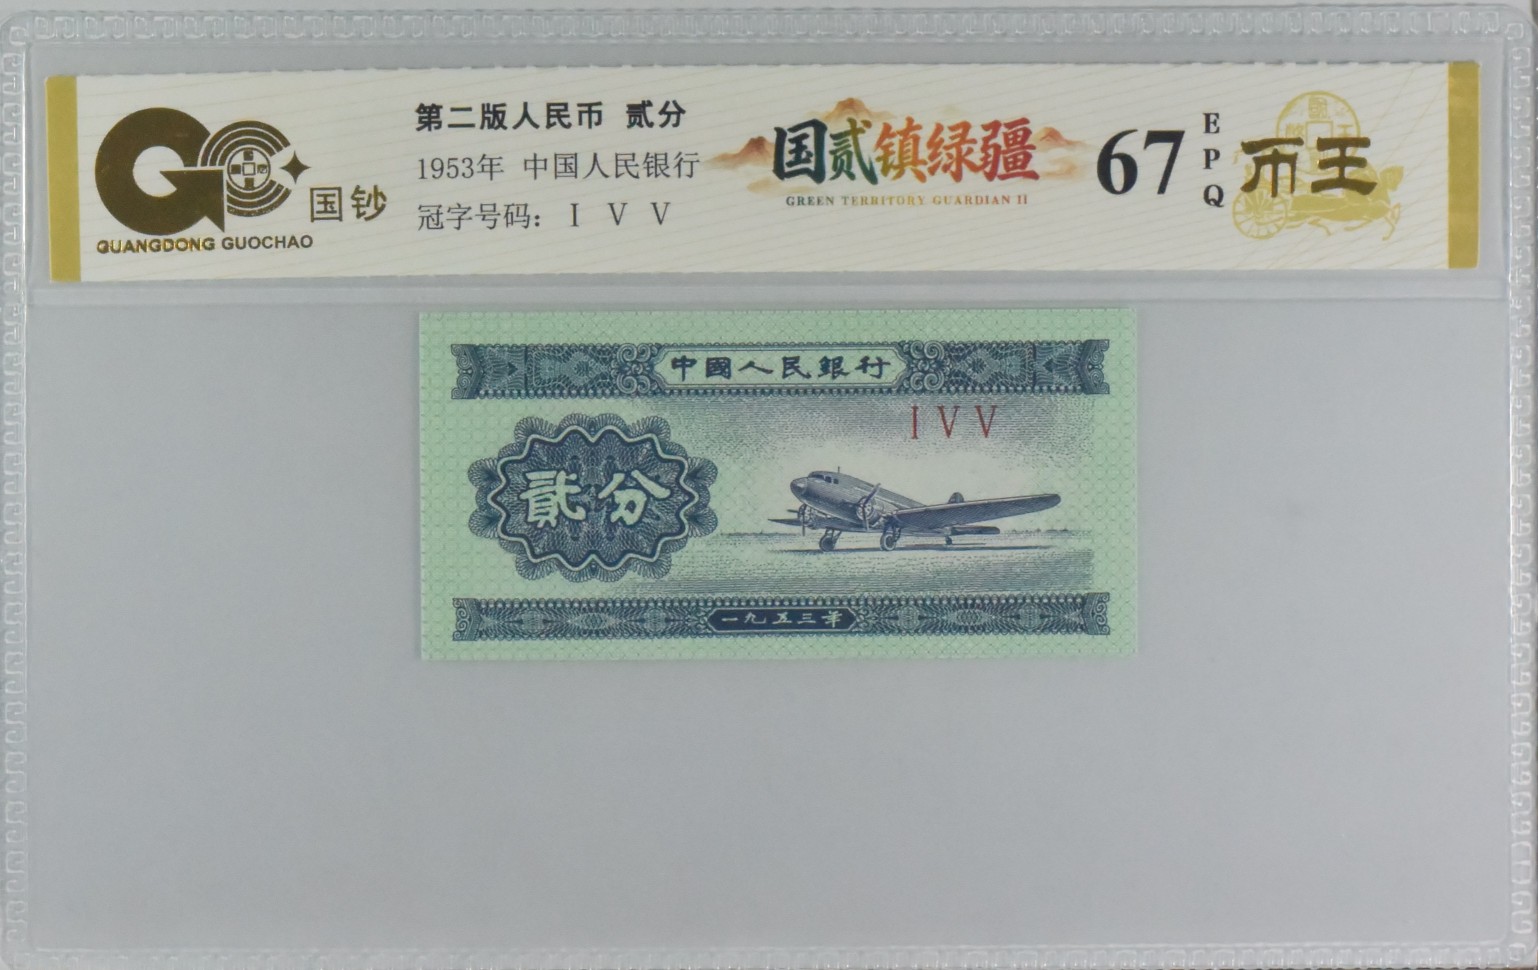 国钞
GUANGDONG GUOCHAO
第二版人民币 贰分
1953年 中国人民银行
冠字号码: I V V
国贰镇绿疆
GREEN TERRITORY GUARDIAN II
67
EPQ
币王
中國人民銀行
I V V
貳分
一九五三年